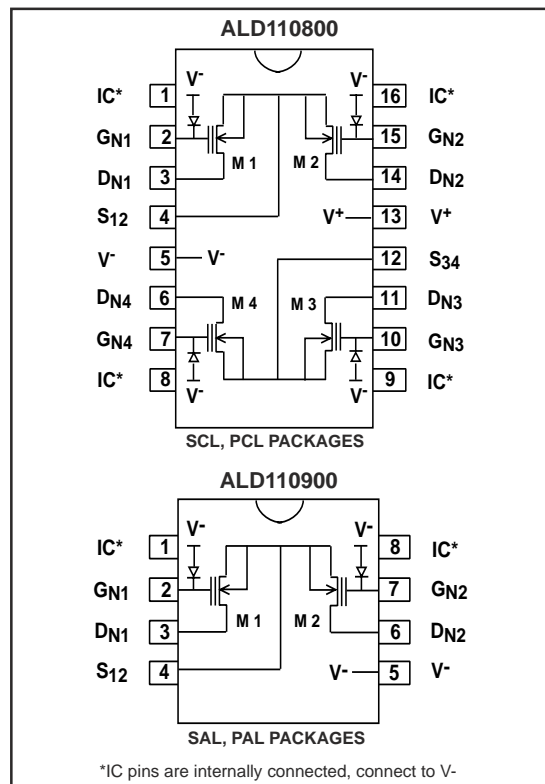 ALD110800
IC* 1 V- V- 16 IC*
GN1 2 M 1 M 2 15 GN2
DN1 3 14 DN2
S12 4 V+ 13 V+
V- 5 V- 12 S34
DN4 6 M 4 M 3 11 DN3
GN4 7 10 GN3
IC* 8 V- V- 9 IC*
SCL, PCL PACKAGES
ALD110900
IC* 1 V- V- 8 IC*
GN1 2 M 1 M 2 7 GN2
DN1 3 6 DN2
S12 4 V- 5 V-
SAL, PAL PACKAGES
*IC pins are internally connected, connect to V-